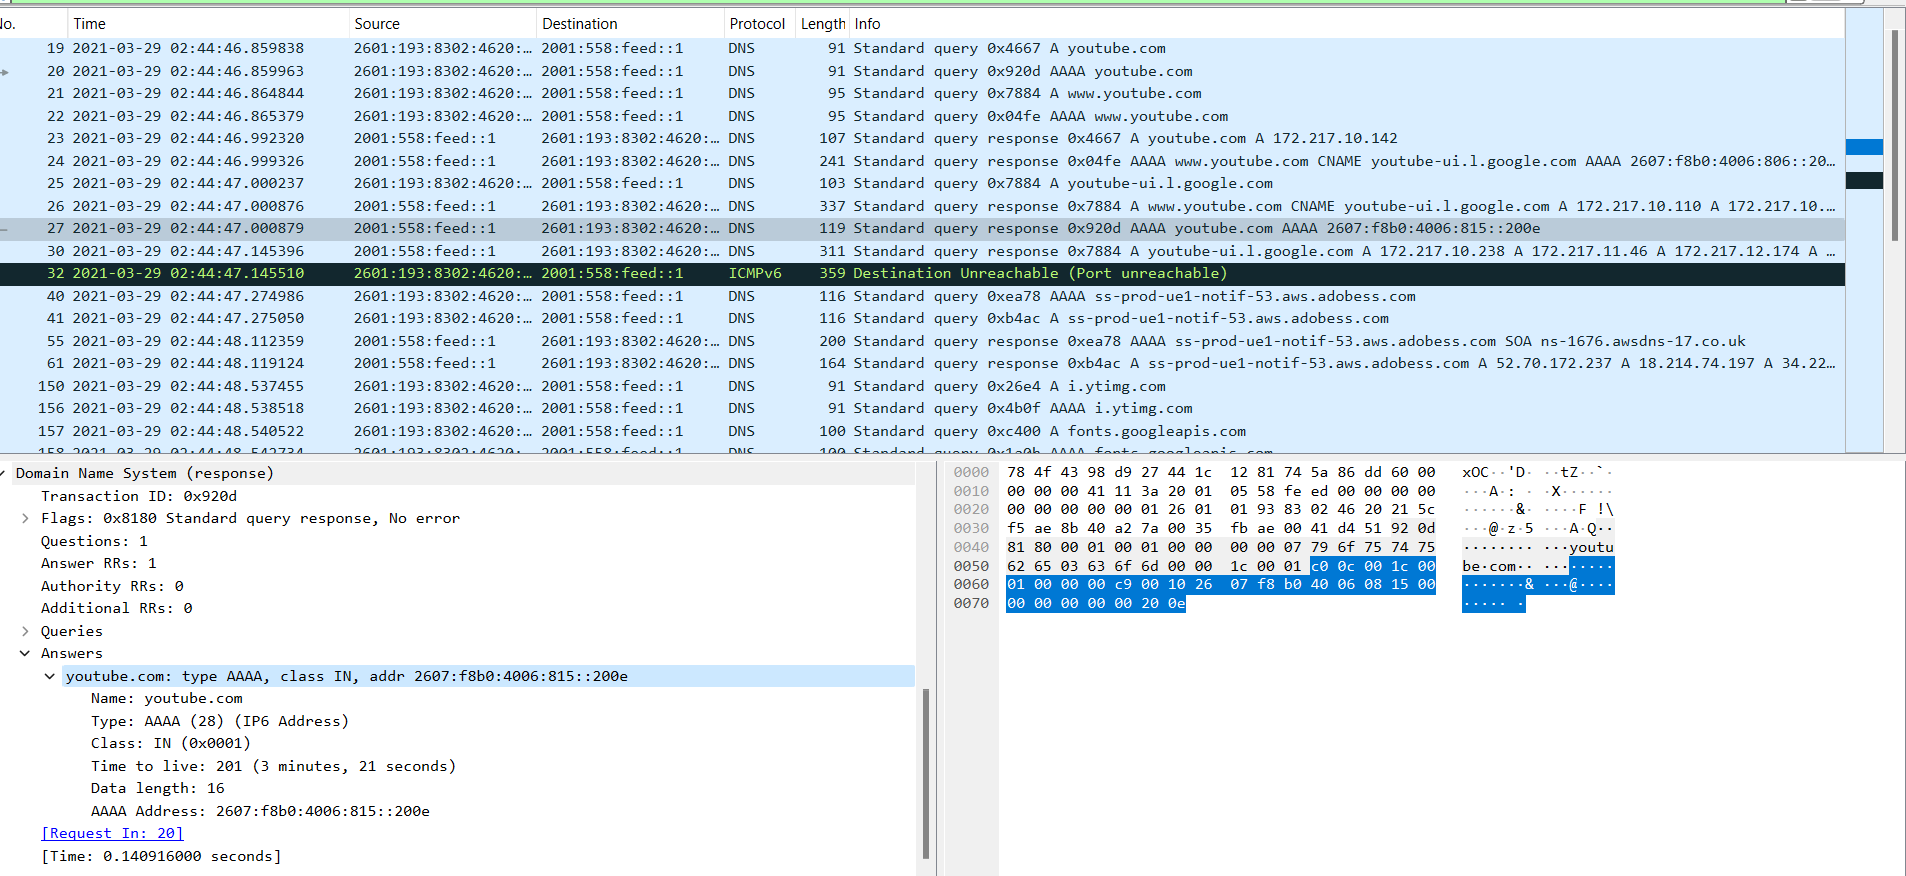 No. Time Source Destination Protocol Length Info
19 2021-03-29 02:44:46.859838 2601:193:8302:4620:… 2001:558:feed::1 DNS 91 Standard query 0x4667 A youtube.com
20 2021-03-29 02:44:46.859963 2601:193:8302:4620:… 2001:558:feed::1 DNS 91 Standard query 0x920d AAAA youtube.com
21 2021-03-29 02:44:46.864844 2601:193:8302:4620:… 2001:558:feed::1 DNS 95 Standard query 0x7884 A www.youtube.com
22 2021-03-29 02:44:46.865379 2601:193:8302:4620:… 2001:558:feed::1 DNS 95 Standard query 0x04fe AAAA www.youtube.com
23 2021-03-29 02:44:46.992320 2001:558:feed::1 2601:193:8302:4620:… DNS 107 Standard query response 0x4667 A youtube.com A 172.217.10.142
24 2021-03-29 02:44:46.999326 2001:558:feed::1 2601:193:8302:4620:… DNS 241 Standard query response 0x04fe AAAA www.youtube.com CNAME youtube-ui.l.google.com AAAA 2607:f8b0:4006:806::20…
25 2021-03-29 02:44:47.000237 2601:193:8302:4620:… 2001:558:feed::1 DNS 103 Standard query 0x7884 A youtube-ui.l.google.com
26 2021-03-29 02:44:47.000876 2001:558:feed::1 2601:193:8302:4620:… DNS 337 Standard query response 0x7884 A www.youtube.com CNAME youtube-ui.l.google.com A 172.217.10.110 A 172.217.10.…
27 2021-03-29 02:44:47.000879 2001:558:feed::1 2601:193:8302:4620:… DNS 119 Standard query response 0x920d AAAA youtube.com AAAA 2607:f8b0:4006:815::200e
30 2021-03-29 02:44:47.145396 2001:558:feed::1 2601:193:8302:4620:… DNS 311 Standard query response 0x7884 A youtube-ui.l.google.com A 172.217.10.238 A 172.217.11.46 A 172.217.12.174 A …
32 2021-03-29 02:44:47.145510 2601:193:8302:4620:… 2001:558:feed::1 ICMPv6 359 Destination Unreachable (Port unreachable)
40 2021-03-29 02:44:47.274986 2601:193:8302:4620:… 2001:558:feed::1 DNS 116 Standard query 0xea78 AAAA ss-prod-ue1-notif-53.aws.adobess.com
41 2021-03-29 02:44:47.275050 2601:193:8302:4620:… 2001:558:feed::1 DNS 116 Standard query 0xb4ac A ss-prod-ue1-notif-53.aws.adobess.com
55 2021-03-29 02:44:48.112359 2001:558:feed::1 2601:193:8302:4620:… DNS 200 Standard query response 0xea78 AAAA ss-prod-ue1-notif-53.aws.adobess.com SOA ns-1676.awsdns-17.co.uk
61 2021-03-29 02:44:48.119124 2001:558:feed::1 2601:193:8302:4620:… DNS 164 Standard query response 0xb4ac A ss-prod-ue1-notif-53.aws.adobess.com A 52.70.172.237 A 18.214.74.197 A 34.22…
150 2021-03-29 02:44:48.537455 2601:193:8302:4620:… 2001:558:feed::1 DNS 91 Standard query 0x26e4 A i.ytimg.com
156 2021-03-29 02:44:48.538518 2601:193:8302:4620:… 2001:558:feed::1 DNS 91 Standard query 0x4b0f AAAA i.ytimg.com
157 2021-03-29 02:44:48.540522 2601:193:8302:4620:… 2001:558:feed::1 DNS 100 Standard query 0xc400 A fonts.googleapis.com
Domain Name System (response)
Transaction ID: 0x920d
Flags: 0x8180 Standard query response, No error
Questions: 1
Answer RRs: 1
Authority RRs: 0
Additional RRs: 0
Queries
Answers
youtube.com: type AAAA, class IN, addr 2607:f8b0:4006:815::200e
Name: youtube.com
Type: AAAA (28) (IP6 Address)
Class: IN (0x0001)
Time to live: 201 (3 minutes, 21 seconds)
Data length: 16
AAAA Address: 2607:f8b0:4006:815::200e
[Request In: 20]
[Time: 0.140916000 seconds]
0000 78 4f 43 98 d9 27 44 1c 12 81 74 5a 86 dd 60 00 xOC··'D· ··tZ··`·
0010 00 00 00 41 11 3a 20 01 05 58 fe ed 00 00 00 00 ···A·: · ·X······
0020 00 00 00 00 00 01 26 01 01 93 83 02 46 20 21 5c ······&· ····F !\
0030 f5 ae 8b 40 a2 7a 00 35 fb ae 00 41 d4 51 92 0d ···@·z·5 ···A·Q··
0040 81 80 00 01 00 01 00 00 00 00 07 79 6f 75 74 75 ········ ···youtu
0050 62 65 03 63 6f 6d 00 00 1c 00 01 c0 0c 00 1c 00 be·com·· ········
0060 01 00 00 00 c9 00 10 26 07 f8 b0 40 06 08 15 00 ·······& ···@····
0070 00 00 00 00 00 00 20 0e ······ ·